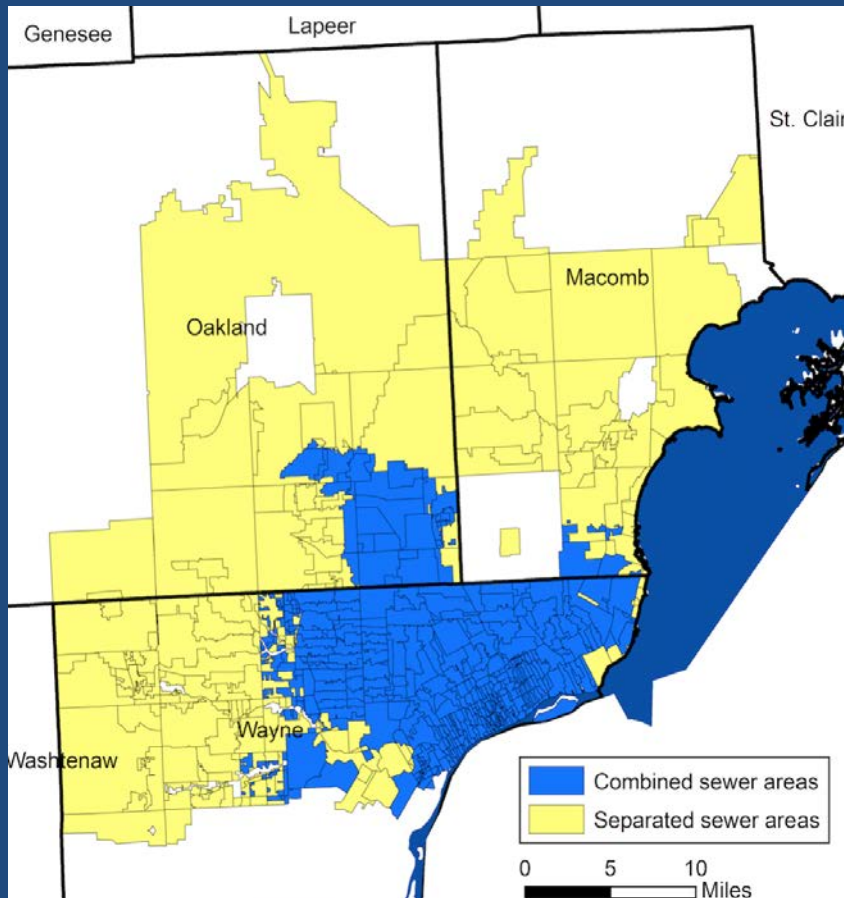 Genesee
Lapeer
St. Clair
Macomb
Oakland
Wayne
Washtenaw
Combined sewer areas
Separated sewer areas
0 5 10
Miles